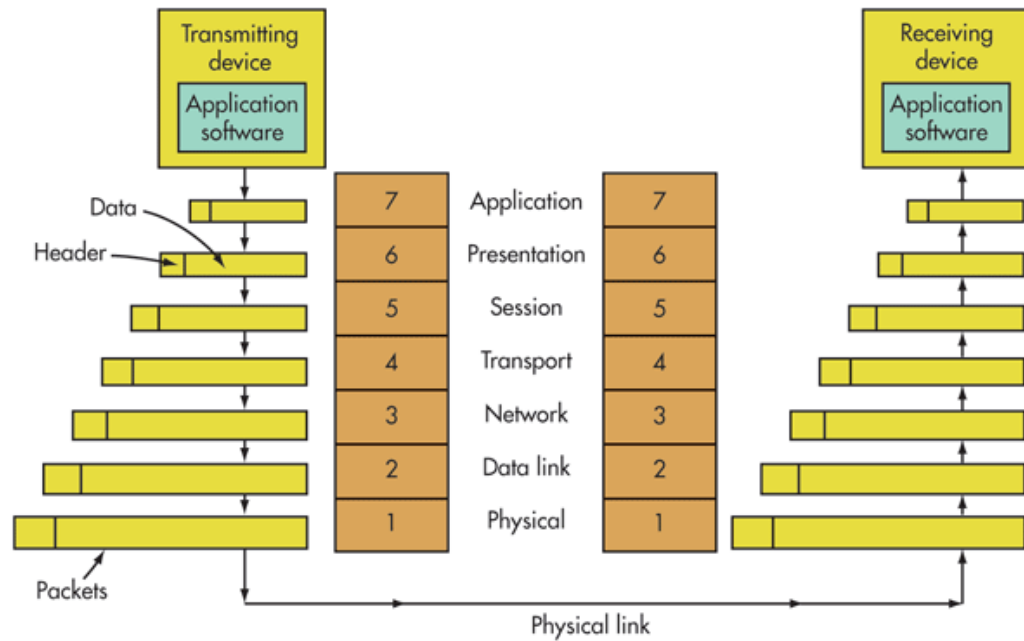 Transmitting
device
Application
software
Receiving
device
Application
software
Data
Header
7 Application 7
6 Presentation 6
5 Session 5
4 Transport 4
3 Network 3
2 Data link 2
1 Physical 1
Packets
Physical link